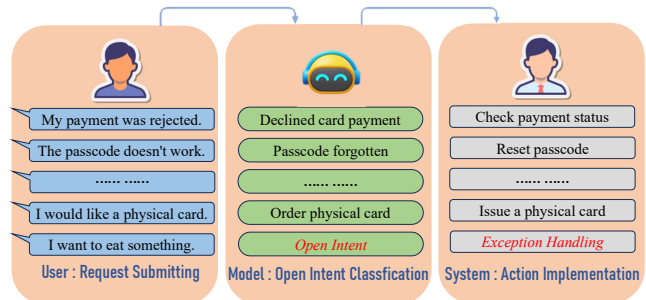 My payment was rejected.
The passcode doesn't work.
...... ......
I would like a physical card.
I want to eat something.
User : Request Submitting
Declined card payment
Passcode forgotten
...... ......
Order physical card
Open Intent
Model : Open Intent Classfication
Check payment status
Reset passcode
...... ......
Issue a physical card
Exception Handling
System : Action Implementation